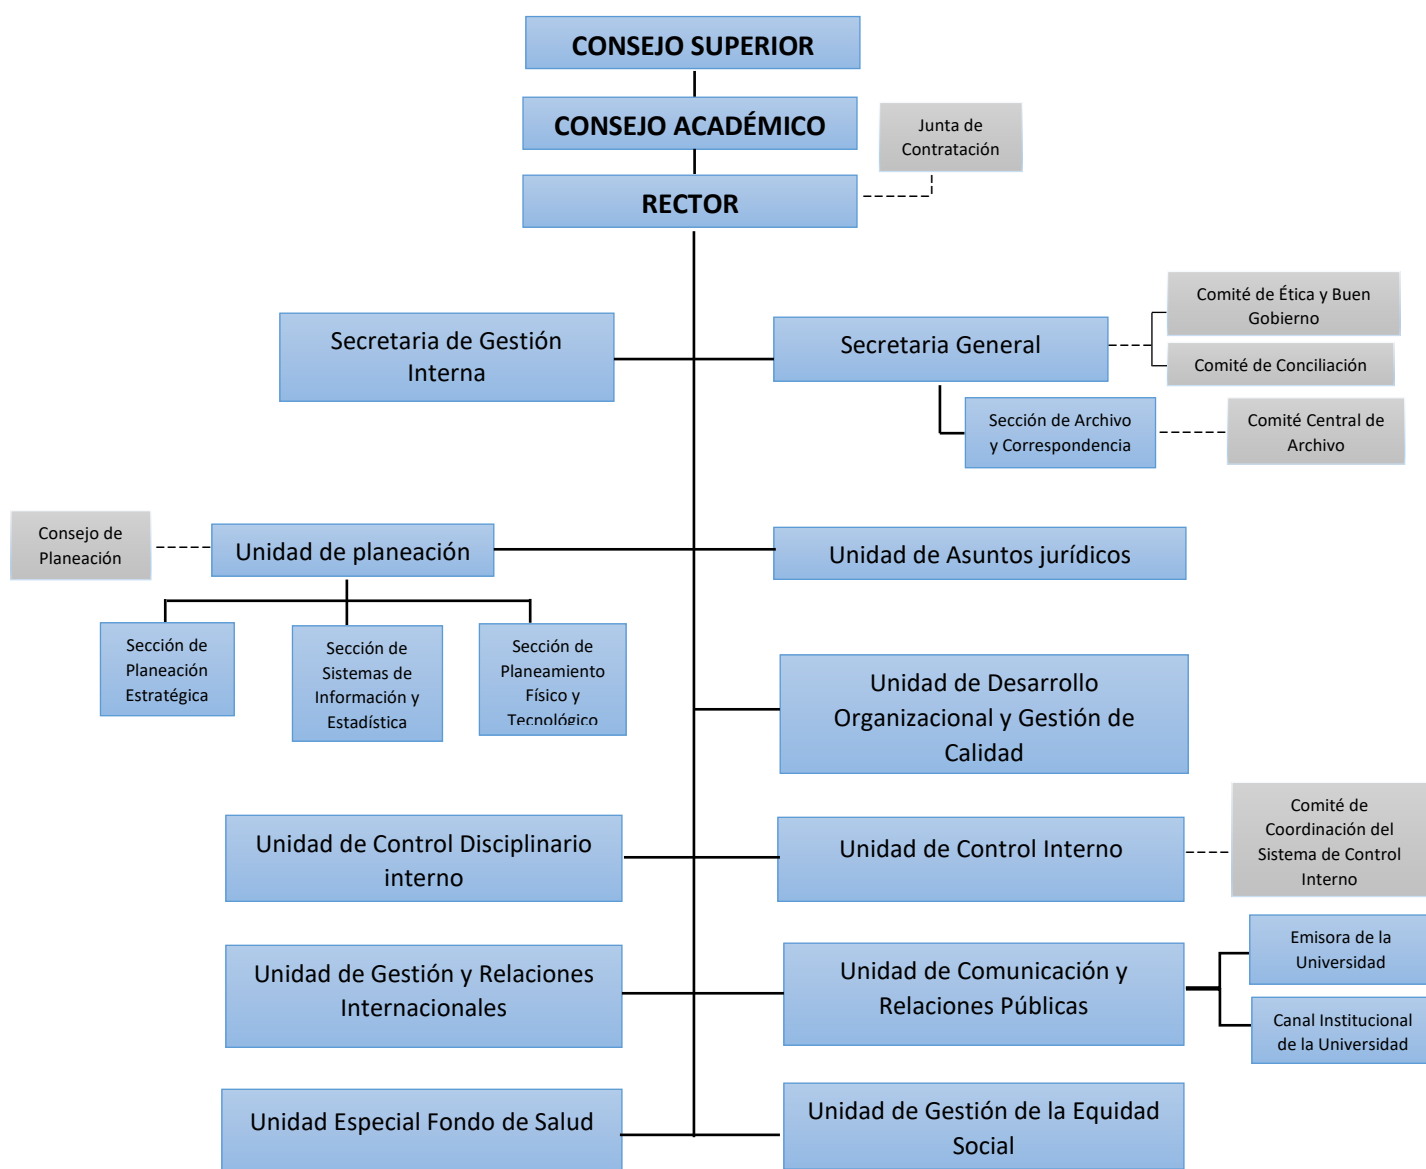 CONSEJO SUPERIOR
CONSEJO ACADÉMICO
Junta de
Contratación
RECTOR
Comité de Ética y Buen
Gobierno
Secretaria de Gestión
Interna
Secretaria General
Comité de Conciliación
Sección de Archivo
y Correspondencia
Comité Central de
Archivo
Consejo de
Planeación
Unidad de planeación
Unidad de Asuntos jurídicos
Sección de
Planeación
Estratégica
Sección de
Sistemas de
Información y
Estadística
Sección de
Planeamiento
Físico y
Tecnológico
Unidad de Desarrollo
Organizacional y Gestión de
Calidad
Unidad de Control Disciplinario
interno
Unidad de Control Interno
Comité de
Coordinación del
Sistema de Control
Interno
Unidad de Gestión y Relaciones
Internacionales
Unidad de Comunicación y
Relaciones Públicas
Emisora de la
Universidad
Canal Institucional
de la Universidad
Unidad Especial Fondo de Salud
Unidad de Gestión de la Equidad
Social